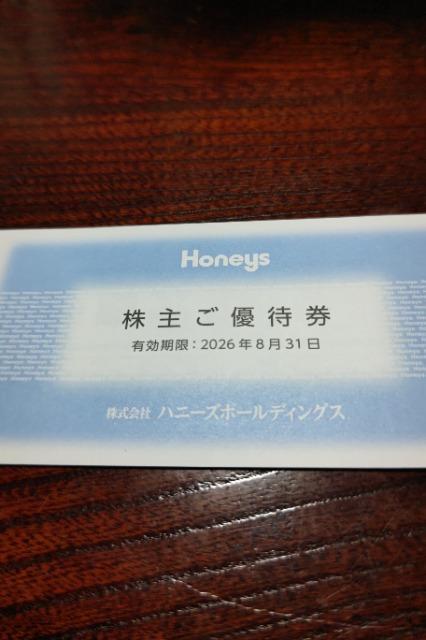 Honeys
株主ご優待券
有効期限：2026年8月31日
株式会社 ハニーズホールディングス